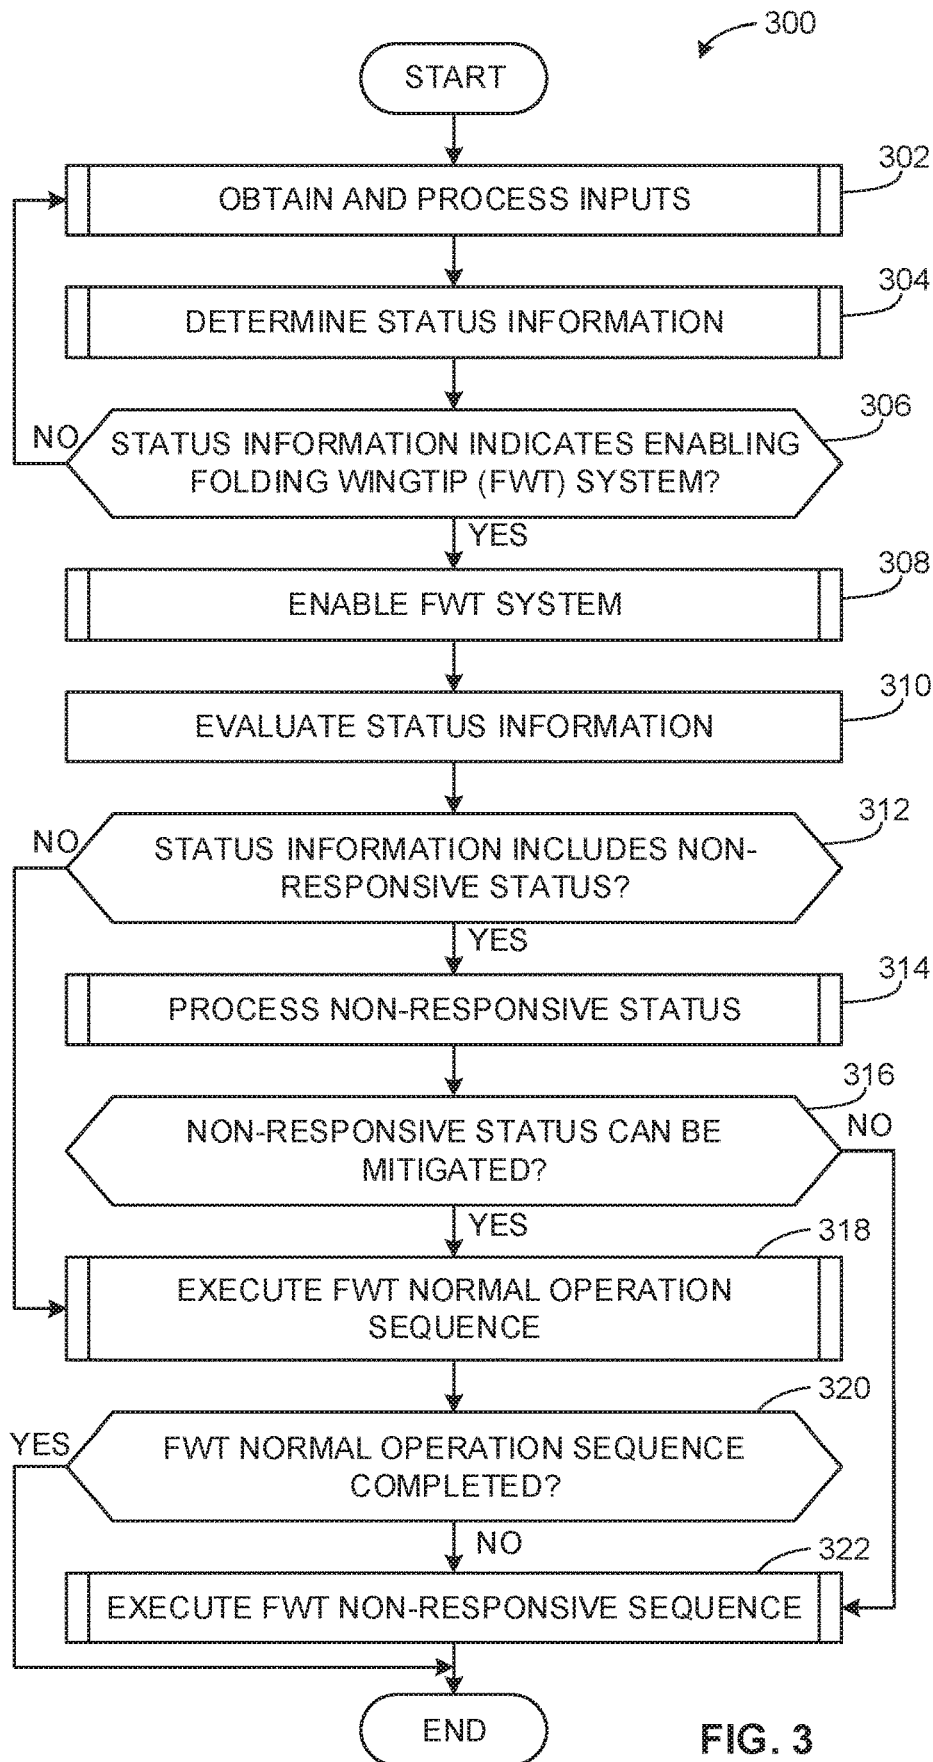 300
START
302
OBTAIN AND PROCESS INPUTS
304
DETERMINE STATUS INFORMATION
306
NO
STATUS INFORMATION INDICATES ENABLING
FOLDING WINGTIP (FWT) SYSTEM?
YES
308
ENABLE FWT SYSTEM
310
EVALUATE STATUS INFORMATION
312
NO
STATUS INFORMATION INCLUDES NON-
RESPONSIVE STATUS?
YES
314
PROCESS NON-RESPONSIVE STATUS
316
NO
NON-RESPONSIVE STATUS CAN BE
MITIGATED?
YES
318
EXECUTE FWT NORMAL OPERATION
SEQUENCE
320
YES
FWT NORMAL OPERATION SEQUENCE
COMPLETED?
NO
322
EXECUTE FWT NON-RESPONSIVE SEQUENCE
END
FIG. 3